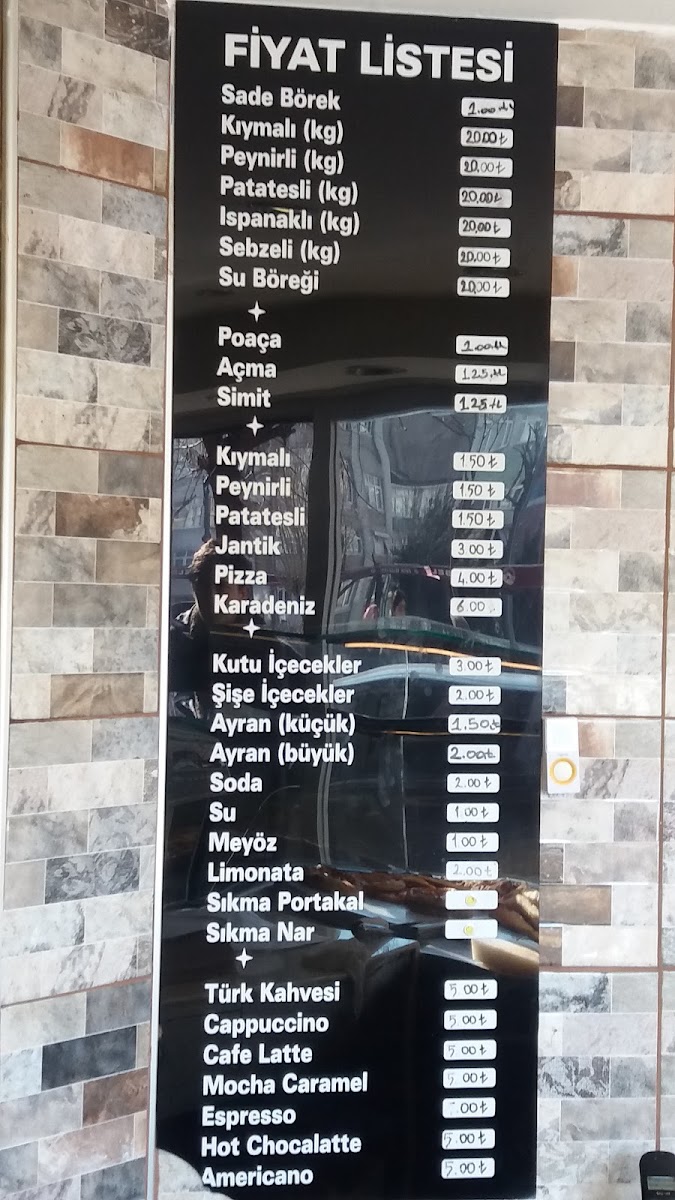 FİYAT LİSTESİ
Sade Börek 1.00 tl
Kıymalı (kg) 20.00 ₺
Peynirli (kg) 20,00 ₺
Patatesli (kg) 20,00 ₺
Ispanaklı (kg) 20,00 ₺
Sebzeli (kg) 20.00 ₺
Su Böreği 20,00 ₺
Poaça 1.00 tl
Açma 1.25 tl
Simit 1.25 tl
Kıymalı 1.50 ₺
Peynirli 1.50 ₺
Patatesli 1.50 ₺
Jantik 3.00 ₺
Pizza 4.00 ₺
Karadeniz 6.00
Kutu İçecekler 3.00 ₺
Şişe İçecekler 2.00 ₺
Ayran (küçük) 1.50 ₺
Ayran (büyük) 2.00 ₺
Soda 2.00 ₺
Su 1.00 ₺
Meyöz 1.00 ₺
Limonata 2.00 ₺
Sıkma Portakal
Sıkma Nar
Türk Kahvesi 5.00 ₺
Cappuccino 5.00 ₺
Cafe Latte 5.00 ₺
Mocha Caramel 5.00 ₺
Espresso
Hot Chocalatte 5.00 ₺
Americano 5.00 ₺